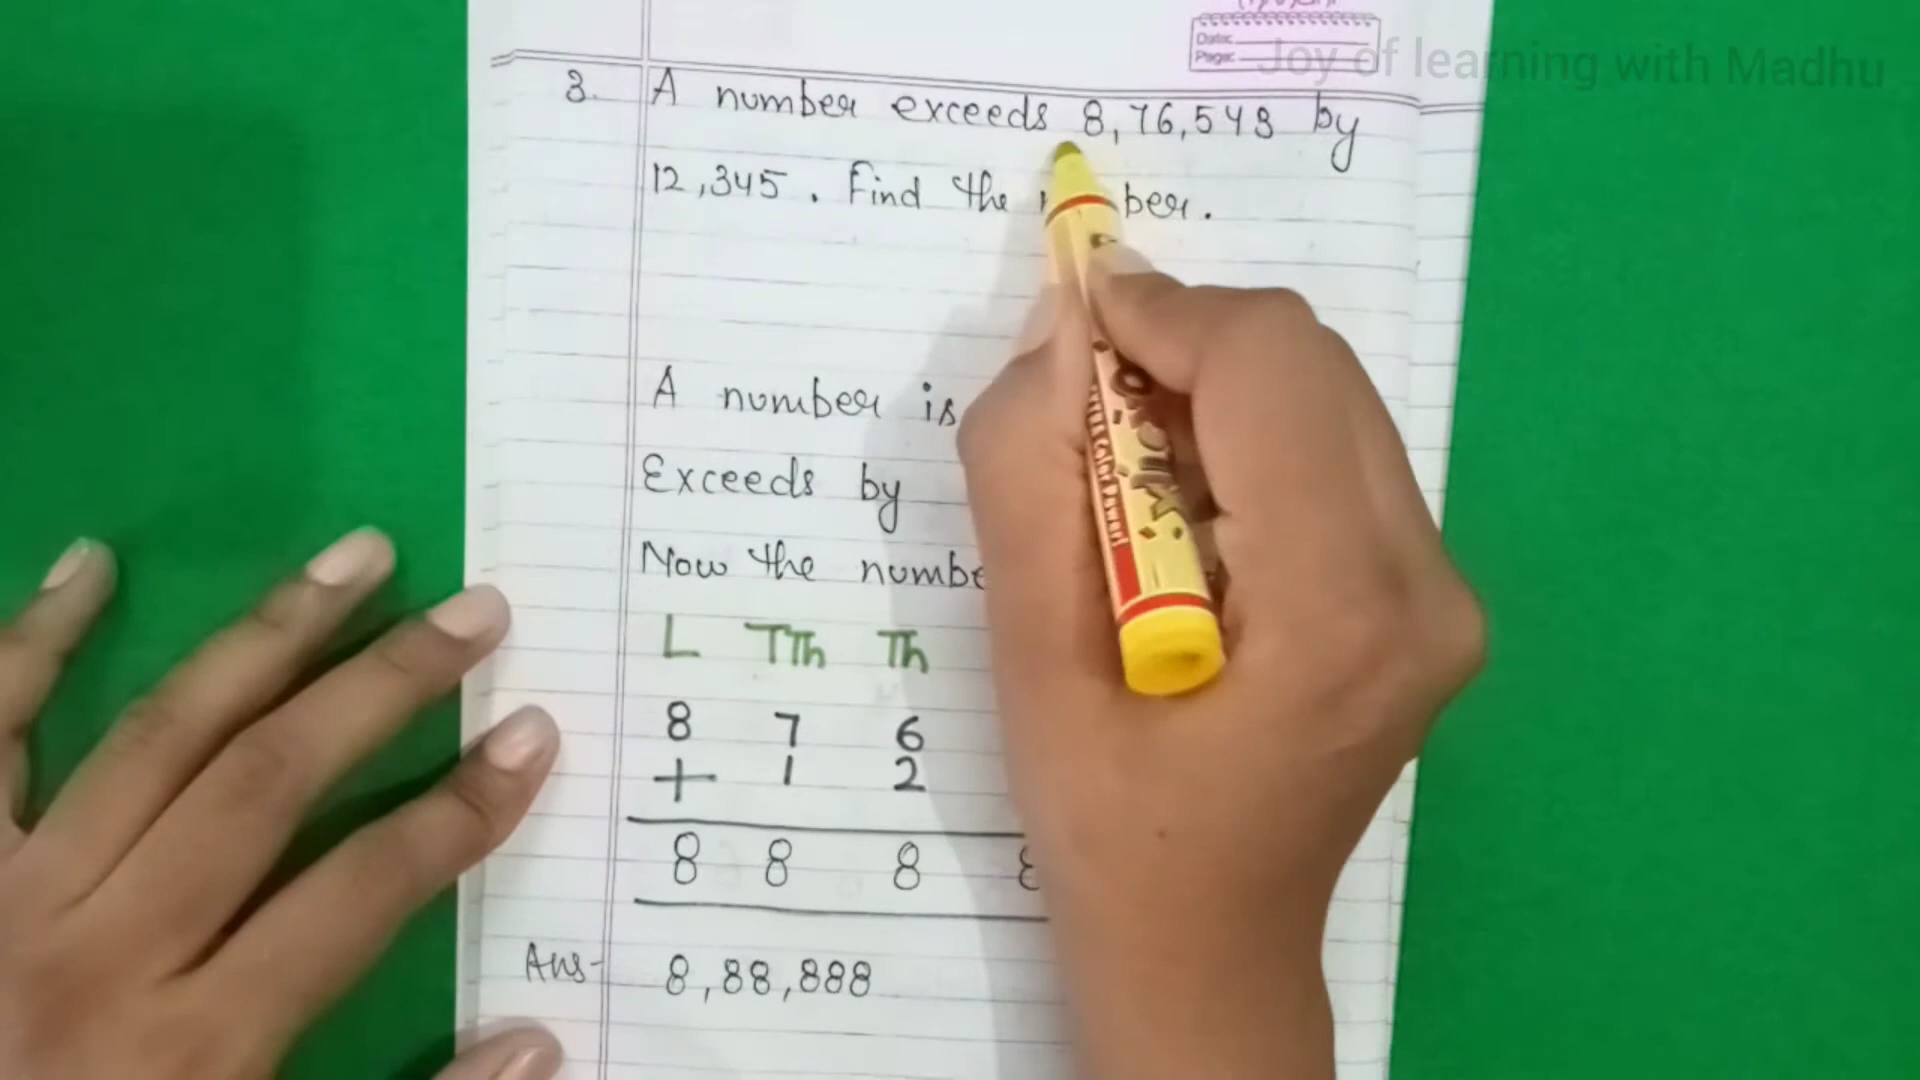 Date:
Page:
Joy of learning with Madhu
3. A number exceeds 8,76,543 by
12,345. Find the ber.
A number is
Exceeds by
Now the numbe
L TTh Th
8 7 6
+ 1 2
8 8 8 8
Ans- 8,88,888